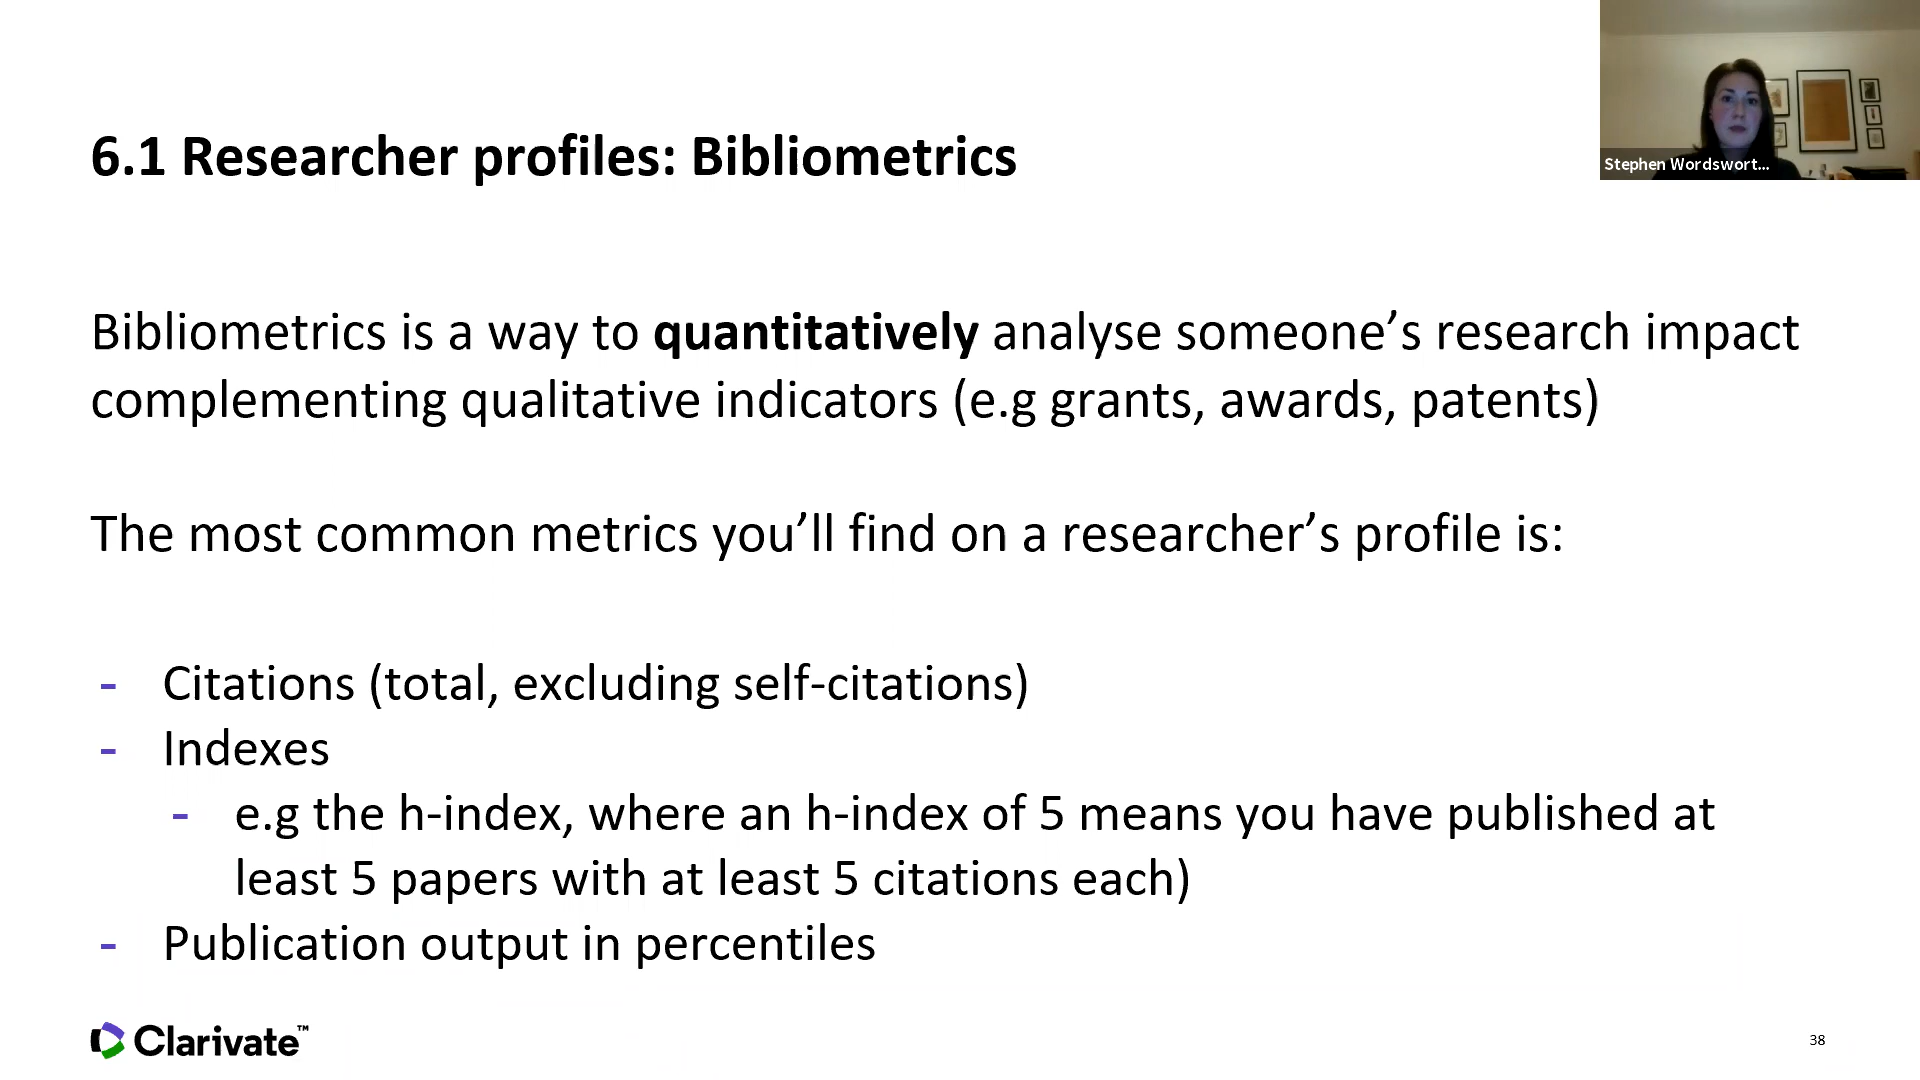 Stephen Wordswort...
6.1 Researcher profiles: Bibliometrics
Bibliometrics is a way to quantitatively analyse someone’s research impact
complementing qualitative indicators (e.g grants, awards, patents)
The most common metrics you’ll find on a researcher’s profile is:
- Citations (total, excluding self-citations)
- Indexes
- e.g the h-index, where an h-index of 5 means you have published at
least 5 papers with at least 5 citations each)
- Publication output in percentiles
Clarivate™
38